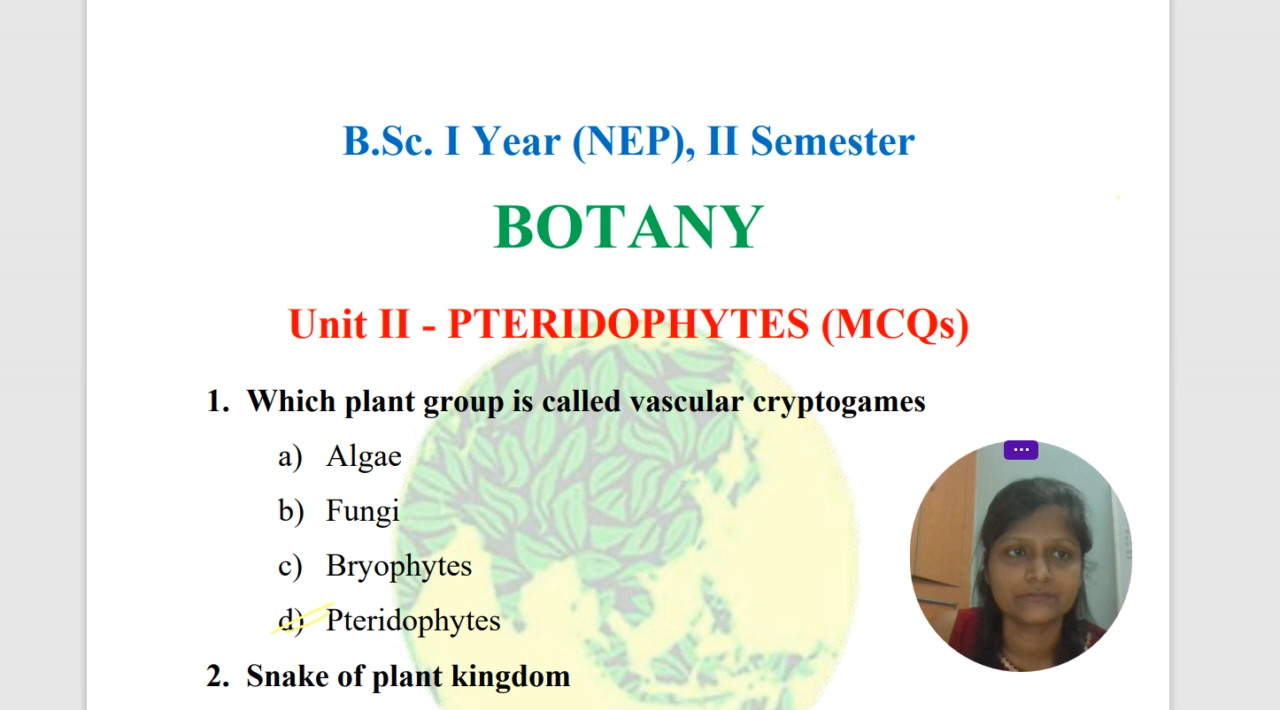 B.Sc. I Year (NEP), II Semester
BOTANY
Unit II - PTERIDOPHYTES (MCQs)
1. Which plant group is called vascular cryptogames
a) Algae
b) Fungi
c) Bryophytes
d) Pteridophytes
2. Snake of plant kingdom